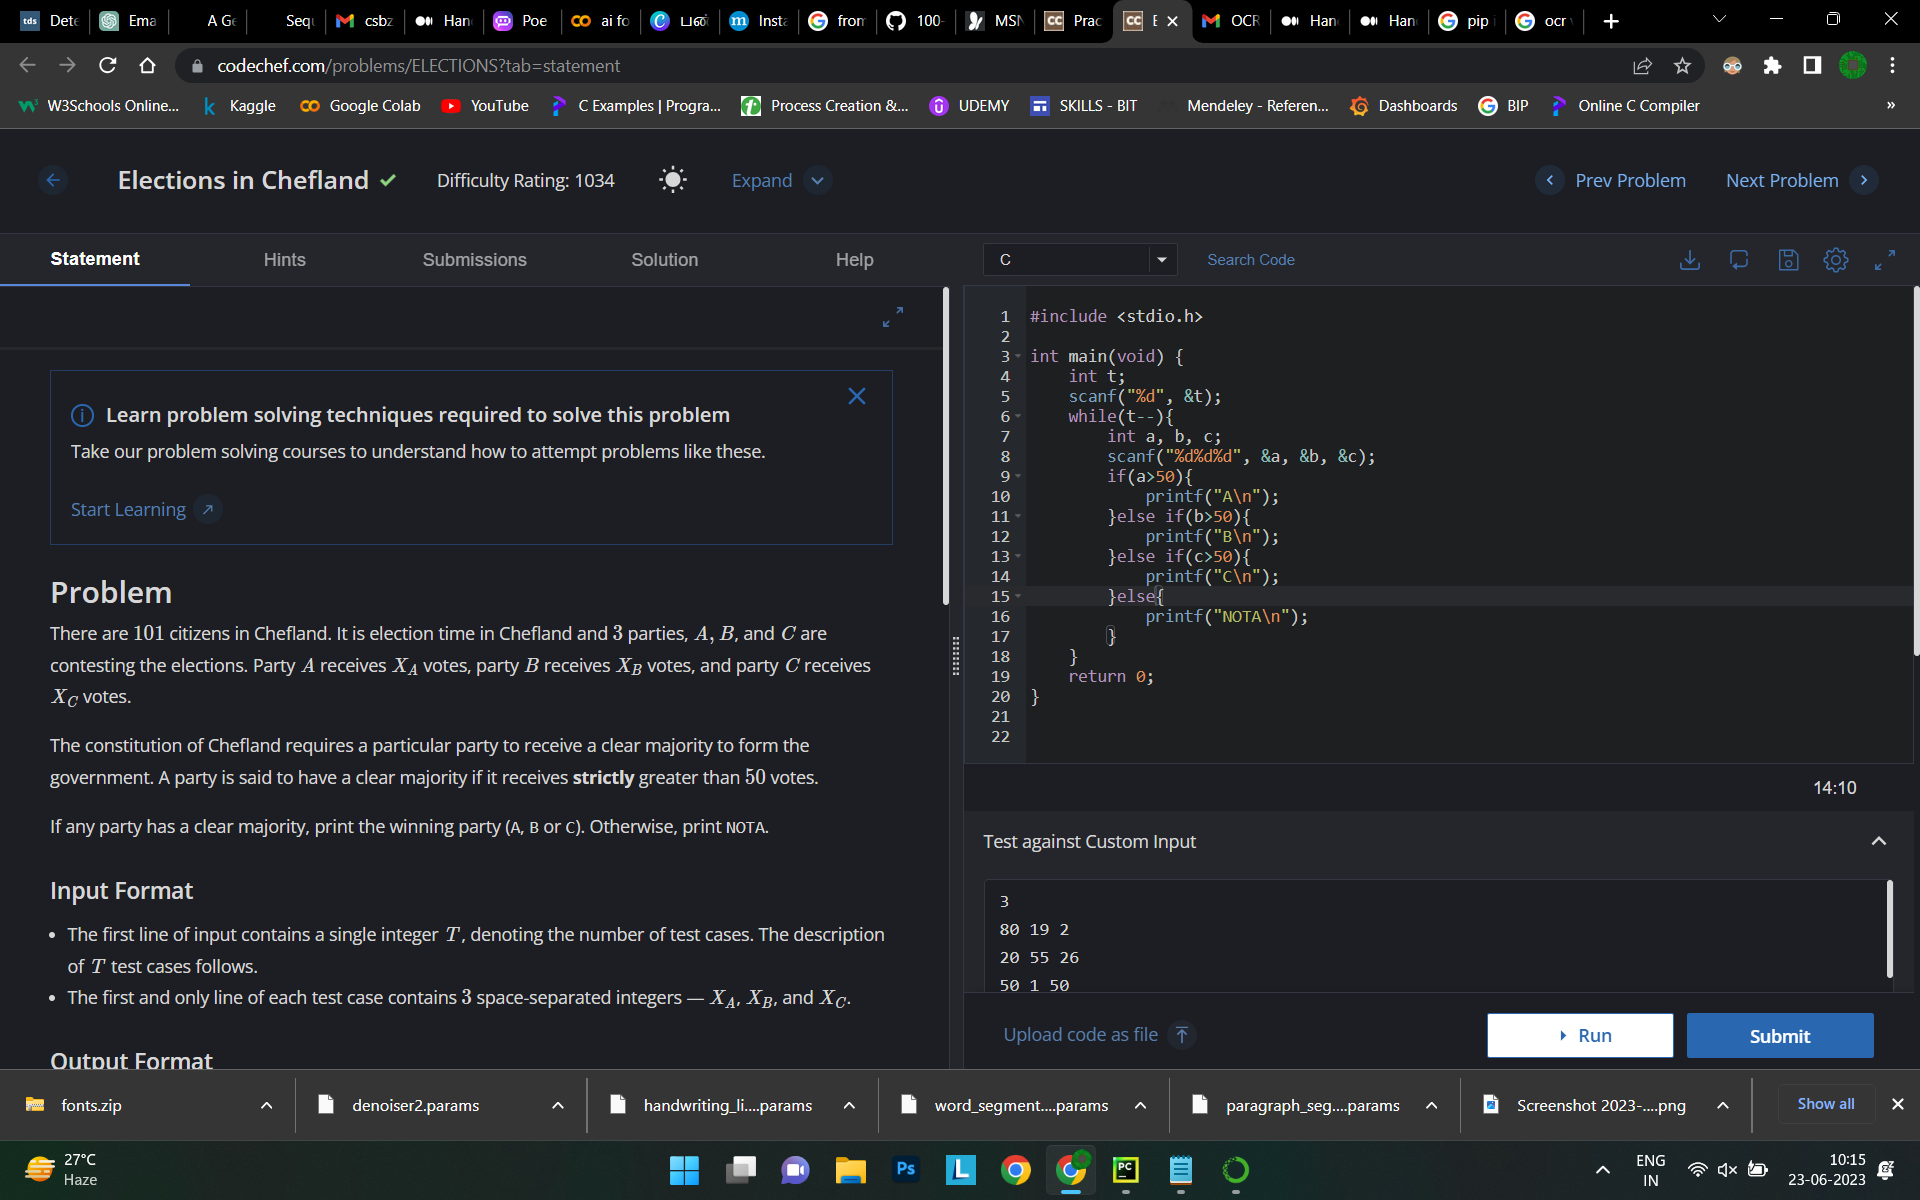 tds Dete
Ema
A Ge
Sequ
csbz
Han
Poe
ai fo
Insta
from
100-
MSN
CC Prac
CC E
OCR
Han
Han
pip i
ocr
codechef.com/problems/ELECTIONS?tab=statement
W3Schools Online... Kaggle Google Colab YouTube C Examples | Progra... Process Creation &... UDEMY SKILLS - BIT Mendeley - Referen... Dashboards BIP Online C Compiler »
Elections in Chefland Difficulty Rating: 1034 Expand Prev Problem Next Problem
Statement Hints Submissions Solution Help
Learn problem solving techniques required to solve this problem
Take our problem solving courses to understand how to attempt problems like these.
Start Learning
Problem
There are 101 citizens in Chefland. It is election time in Chefland and 3 parties, A, B, and C are
contesting the elections. Party A receives X_A votes, party B receives X_B votes, and party C receives
X_C votes.
The constitution of Chefland requires a particular party to receive a clear majority to form the
government. A party is said to have a clear majority if it receives strictly greater than 50 votes.
If any party has a clear majority, print the winning party (A, B or C). Otherwise, print NOTA.
Input Format
• The first line of input contains a single integer T, denoting the number of test cases. The description
of T test cases follows.
• The first and only line of each test case contains 3 space-separated integers — X_A, X_B, and X_C.
Output Format
C Search Code
1 #include <stdio.h>
2
3 int main(void) {
4     int t;
5     scanf("%d", &t);
6     while(t--){
7         int a, b, c;
8         scanf("%d%d%d", &a, &b, &c);
9         if(a>50){
10             printf("A\n");
11         }else if(b>50){
12             printf("B\n");
13         }else if(c>50){
14             printf("C\n");
15         }else{
16             printf("NOTA\n");
17         }
18     }
19     return 0;
20 }
21
22
14:10
Test against Custom Input
3
80 19 2
20 55 26
50 1 50
Upload code as file Run Submit
fonts.zip denoiser2.params handwriting_li....params word_segment....params paragraph_seg....params Screenshot 2023-....png Show all
27°C
Haze
Ps
L
PC
ENG
IN
10:15
23-06-2023